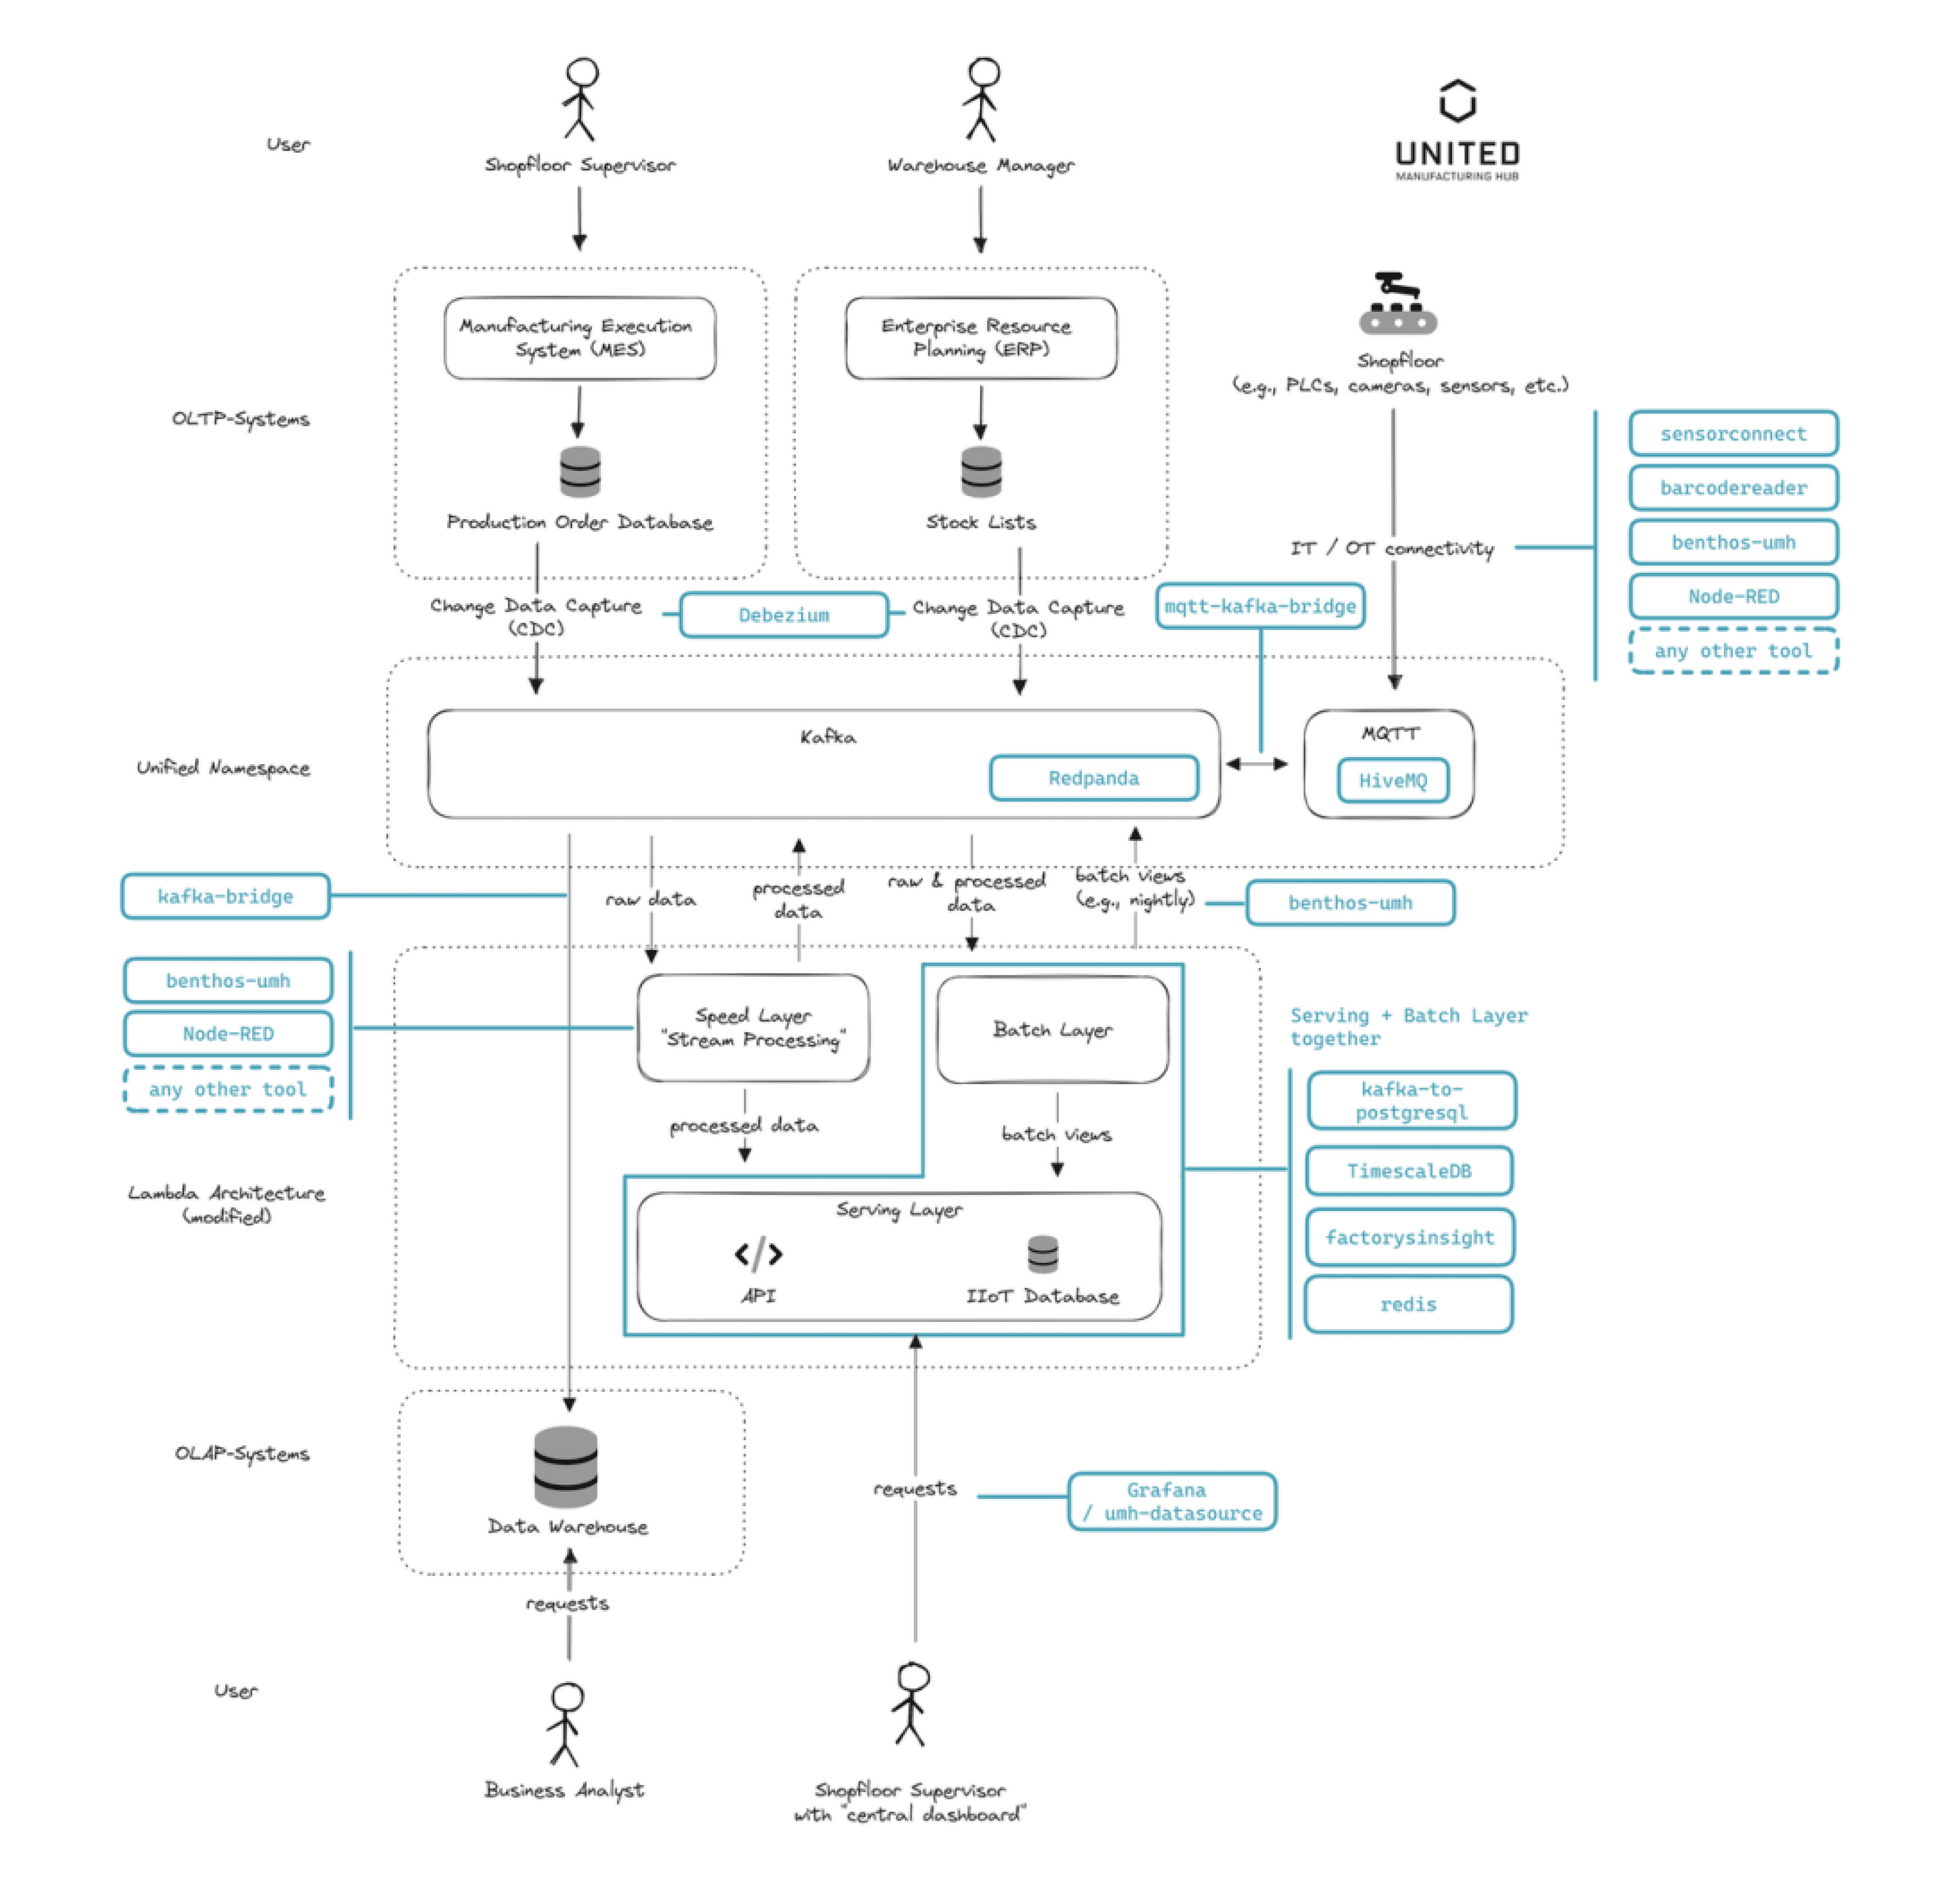 User
Shopfloor Supervisor
Warehouse Manager
UNITED
MANUFACTURING HUB
OLTP-Systems
Manufacturing Execution
System (MES)
Production Order Database
Enterprise Resource
Planning (ERP)
Stock Lists
Shopfloor
(e.g., PLCs, cameras, sensors, etc.)
IT / OT connectivity
sensorconnect
barcodereader
benthos-umh
Node-RED
any other tool
Change Data Capture
(CDC)
Debezium
Change Data Capture
(CDC)
mqtt-kafka-bridge
Unified Namespace
Kafka
Redpanda
MQTT
HiveMQ
kafka-bridge
raw data
processed
data
raw & processed
data
batch views
(e.g., nightly)
benthos-umh
benthos-umh
Node-RED
any other tool
Lambda Architecture
(modified)
Speed Layer
"Stream Processing"
Batch Layer
processed data
batch views
Serving Layer
</>
API
IIoT Database
Serving + Batch Layer
together
kafka-to-
postgresql
TimescaleDB
factorysinsight
redis
OLAP-Systems
Data Warehouse
requests
requests
Grafana
/ umh-datasource
User
Business Analyst
Shopfloor Supervisor
with "central dashboard"